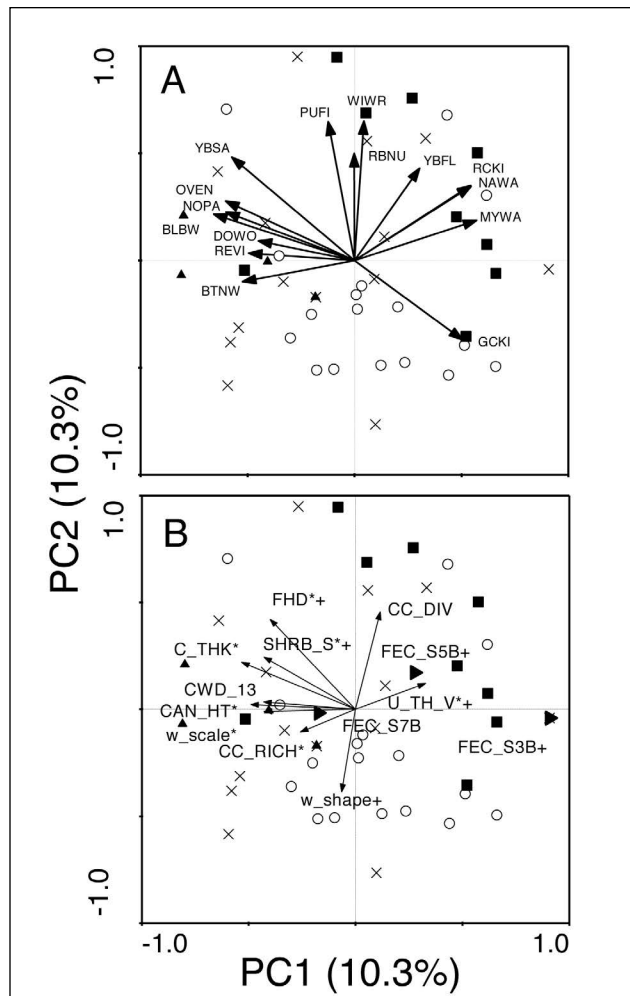 1.0
A
PUFI
WIWR
RBNU
YBFL
YBSA
RCKI
NAWA
OVEN
NOPA
MYWA
BLBW
DOWO
REVI
BTNW
GCKI
-1.0
PC2 (10.3%)
1.0
B
FHD*+
CC_DIV
C_THK*
SHRB_S*+
FEC_S5B+
CWD_13
U_TH_V*+
CAN_HT*
FEC_S7B
w_scale*
CC_RICH*
FEC_S3B+
w_shape+
-1.0
-1.0
1.0
PC1 (10.3%)